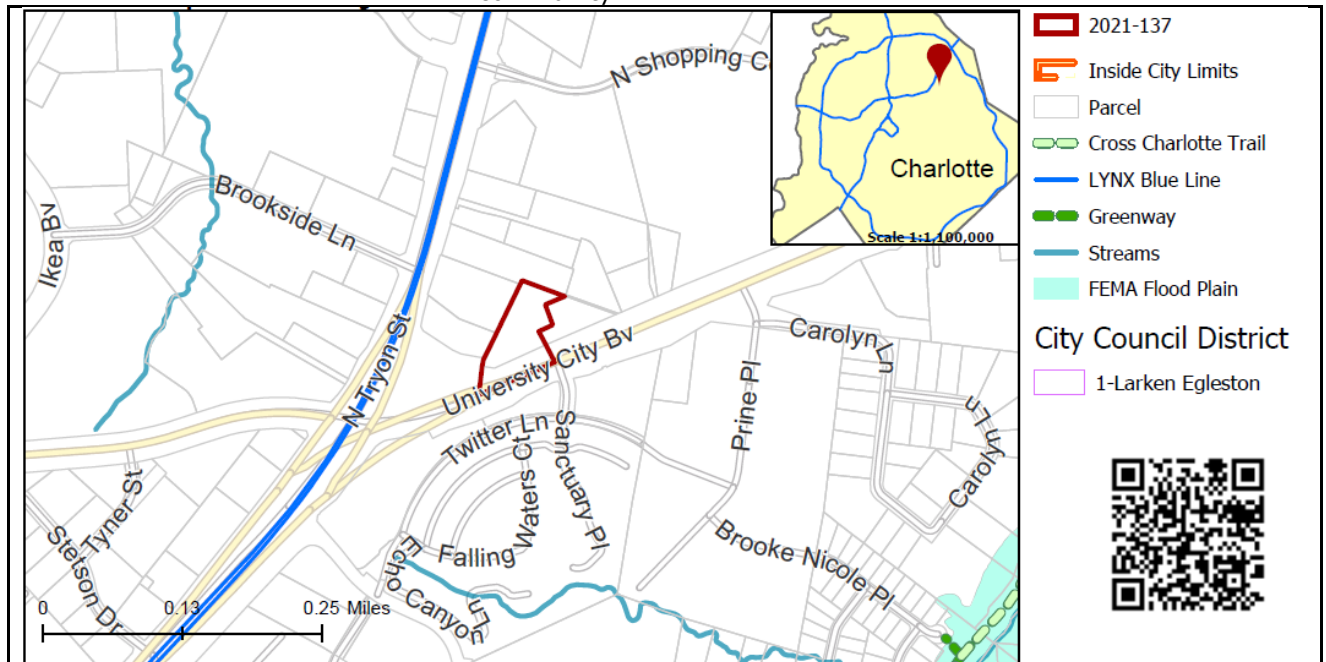 N Shopping C
Brookside Ln
Ikea Bv
N Tryon St
University City Bv
Carolyn Ln
Carolyn Ln
Prine Pl
Twitter Ln
Sanctuary Pl
Falling Waters Ct
Echo Canyon Ln
Brooke Nicole Pl
Tyner St
Stetson Dr
0 0.13 0.25 Miles
Charlotte
Scale 1:1,100,000
2021-137
Inside City Limits
Parcel
Cross Charlotte Trail
LYNX Blue Line
Greenway
Streams
FEMA Flood Plain
City Council District
1-Larken Egleston